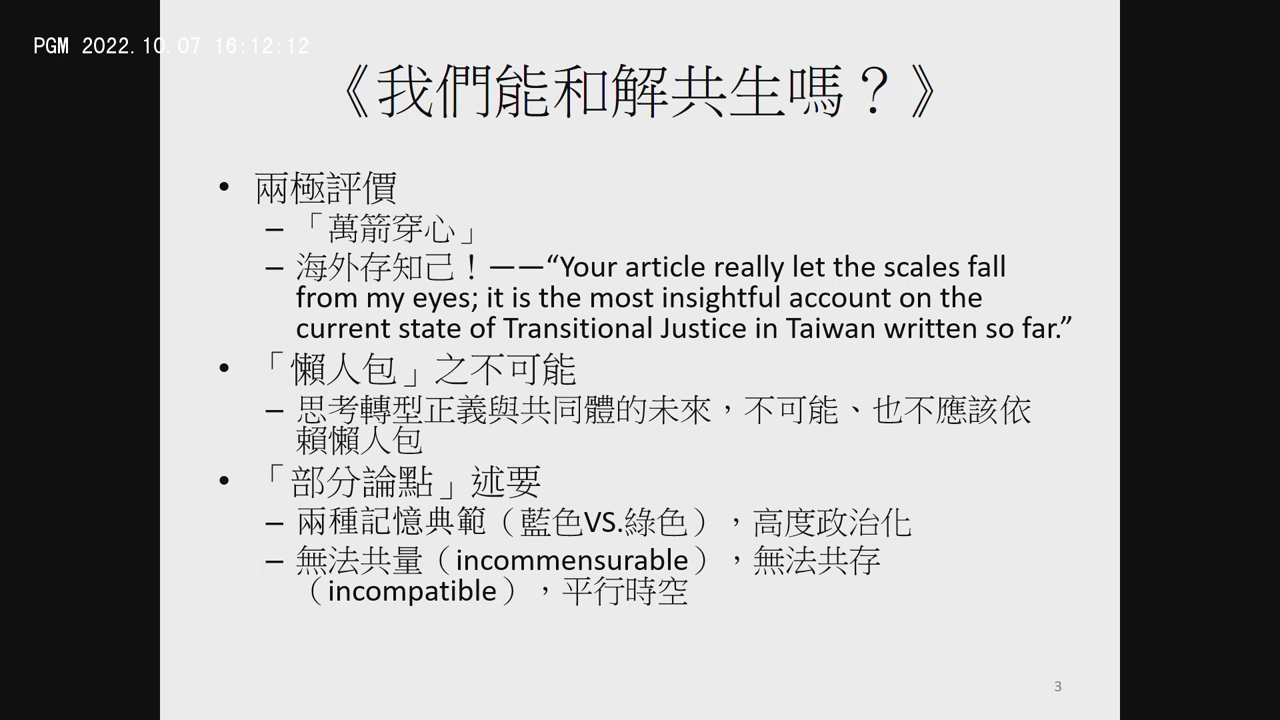 PGM 2022.10.07 16:12:12
《我們能和解共生嗎？》
• 兩極評價
– 「萬箭穿心」
– 海外存知己！——“Your article really let the scales fall
from my eyes; it is the most insightful account on the
current state of Transitional Justice in Taiwan written so far.”
• 「懶人包」之不可能
– 思考轉型正義與共同體的未來，不可能、也不應該依
賴懶人包
• 「部分論點」述要
– 兩種記憶典範（藍色VS.綠色），高度政治化
– 無法共量（incommensurable），無法共存
（incompatible），平行時空
3